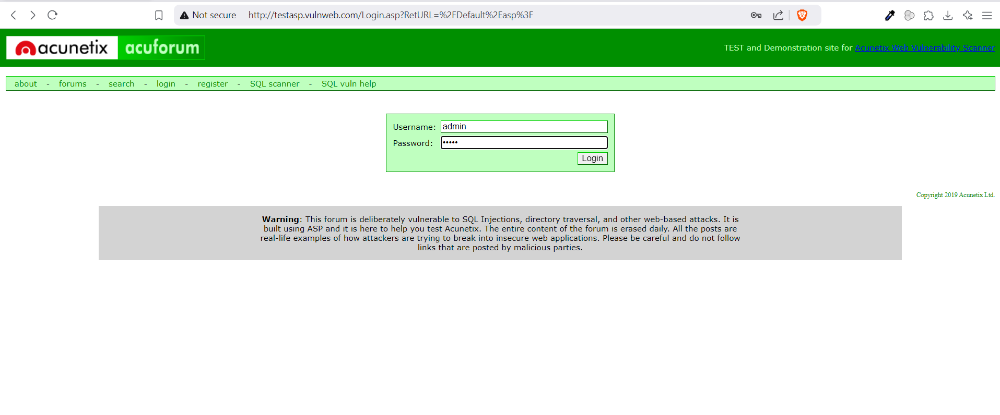 Not secure http://testasp.vulnweb.com/Login.asp?RetURL=%2FDefault%2Easp%3F
acunetix acuforum
TEST and Demonstration site for Acunetix Web Vulnerability Scanner
about - forums - search - login - register - SQL scanner - SQL vuln help
Username: admin
Password: •••••
Login
Copyright 2019 Acunetix Ltd.
Warning: This forum is deliberately vulnerable to SQL Injections, directory traversal, and other web-based attacks. It is
built using ASP and it is here to help you test Acunetix. The entire content of the forum is erased daily. All the posts are
real-life examples of how attackers are trying to break into insecure web applications. Please be careful and do not follow
links that are posted by malicious parties.